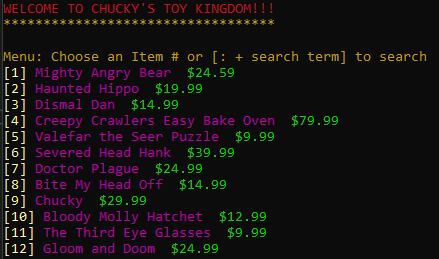 WELCOME TO CHUCKY'S TOY KINGDOM!!!
**********************************
Menu: Choose an Item # or [: + search term] to search
[1] Mighty Angry Bear  $24.59
[2] Haunted Hippo  $19.99
[3] Dismal Dan  $14.99
[4] Creepy Crawlers Easy Bake Oven  $79.99
[5] Valefar the Seer Puzzle  $9.99
[6] Severed Head Hank  $39.99
[7] Doctor Plague  $24.99
[8] Bite My Head Off  $14.99
[9] Chucky  $29.99
[10] Bloody Molly Hatchet  $12.99
[11] The Third Eye Glasses  $9.99
[12] Gloom and Doom  $24.99